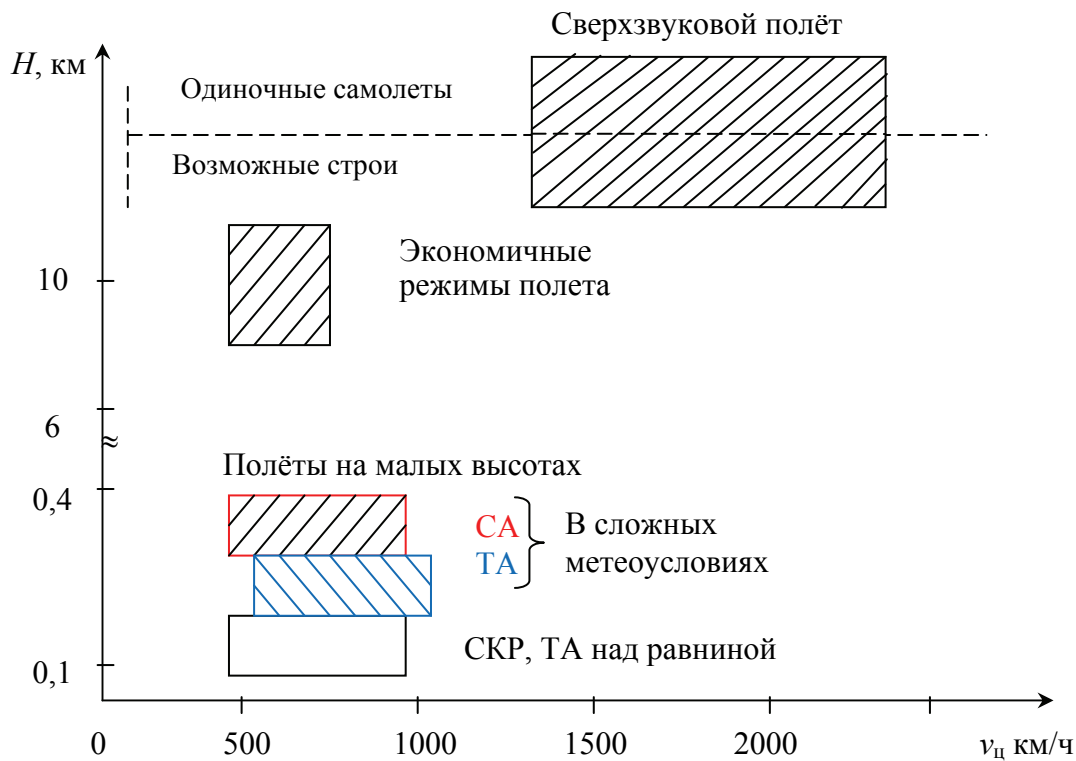 Сверхзвуковой полёт
H, км
Одиночные самолеты
Возможные строи
Экономичные
режимы полета
10
6
Полёты на малых высотах
0,4
СА
ТА
В сложных
метеоусловиях
СКР, ТА над равниной
0,1
0
500
1000
1500
2000
vц км/ч